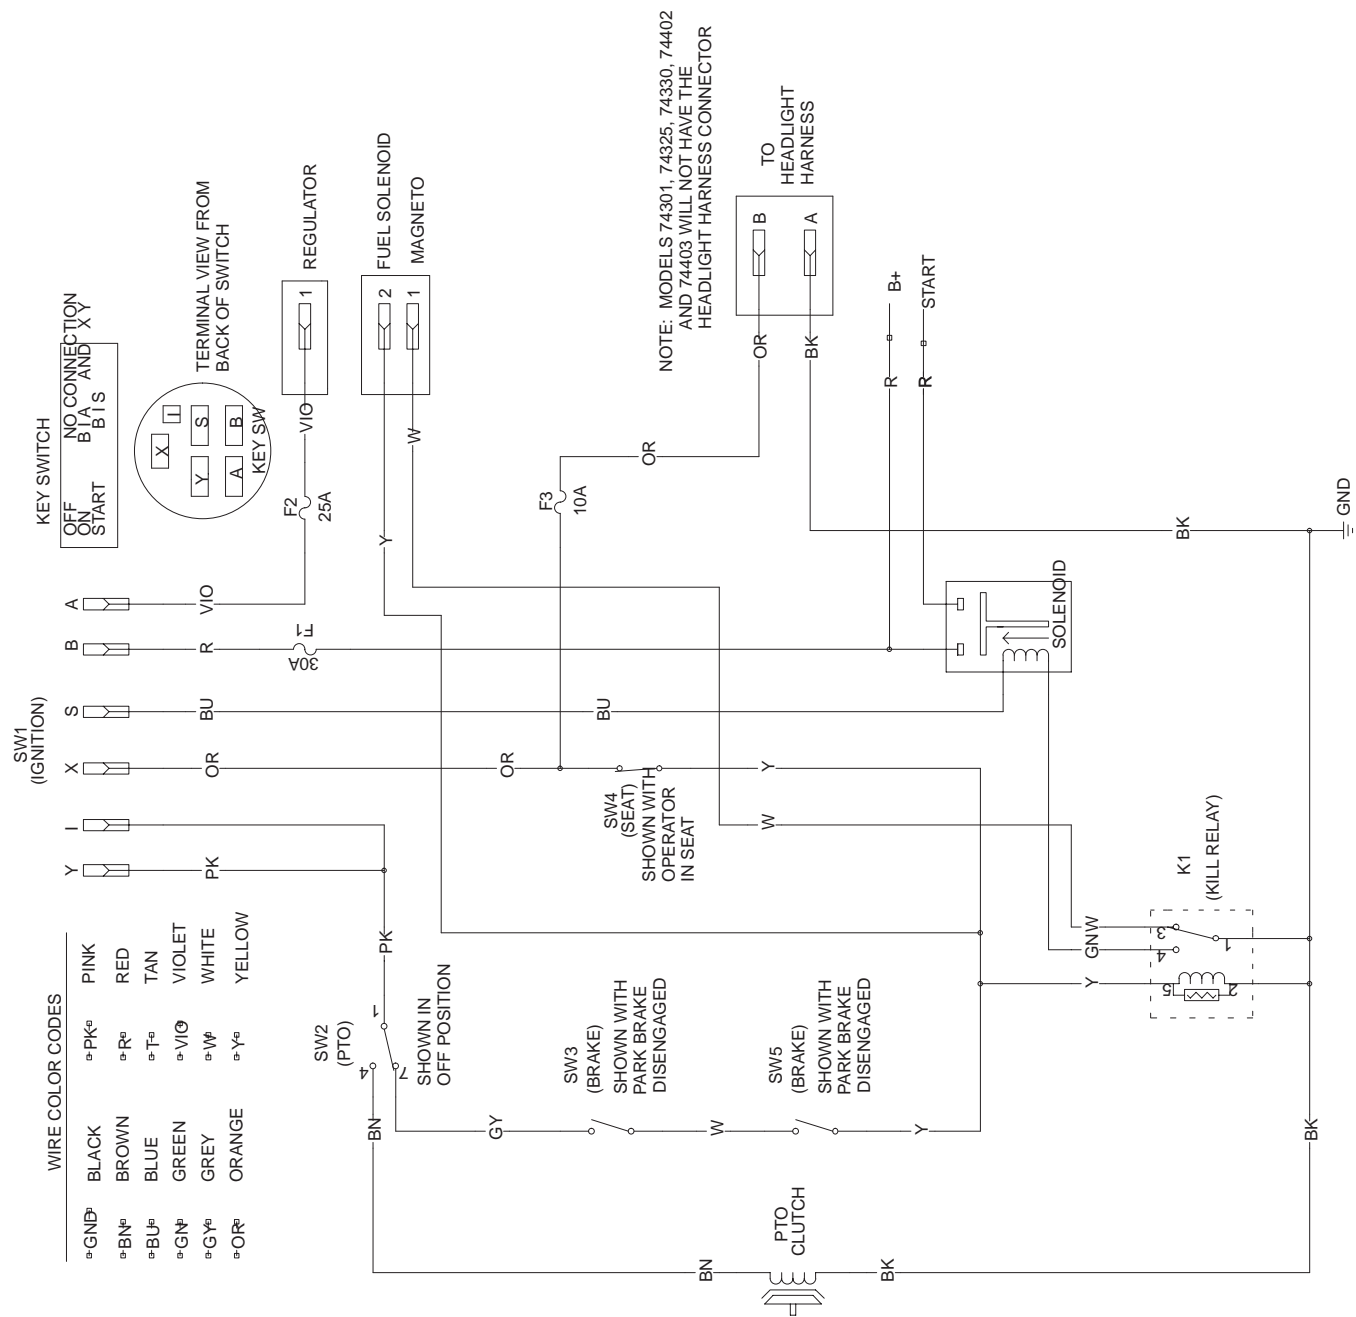 KEY SWITCH
OFF NO CONNECTION
ON B I A AND X Y
START B I S
TERMINAL VIEW FROM
BACK OF SWITCH
X
I
Y
S
A
B
KEY SW
REGULATOR
1
VIO
F2
25A
FUEL SOLENOID
2
MAGNETO
1
Y
W
NOTE: MODELS 74301, 74325, 74330, 74402
AND 74403 WILL NOT HAVE THE
HEADLIGHT HARNESS CONNECTOR
TO
HEADLIGHT
HARNESS
B
A
OR
BK
OR
F3
10A
B+
START
R
R
BK
GND
SW1
(IGNITION)
A
VIO
B
R
F1
30A
S
BU
BU
X
OR
OR
I
Y
PK
SOLENOID
SW4
(SEAT)
SHOWN WITH
OPERATOR
IN SEAT
Y
W
K1
(KILL RELAY)
W
GN
3
4
1
Y
5
2
WIRE COLOR CODES
GND BLACK PK PINK
BN BROWN R RED
BU BLUE T TAN
GN GREEN VIO VIOLET
GY GREY W WHITE
OR ORANGE Y YELLOW
PK
1
SW2
(PTO)
4
7
SHOWN IN
OFF POSITION
BN
GY
SW3
(BRAKE)
SHOWN WITH
PARK BRAKE
DISENGAGED
W
SW5
(BRAKE)
SHOWN WITH
PARK BRAKE
DISENGAGED
Y
BK
PTO
CLUTCH
BN
BK